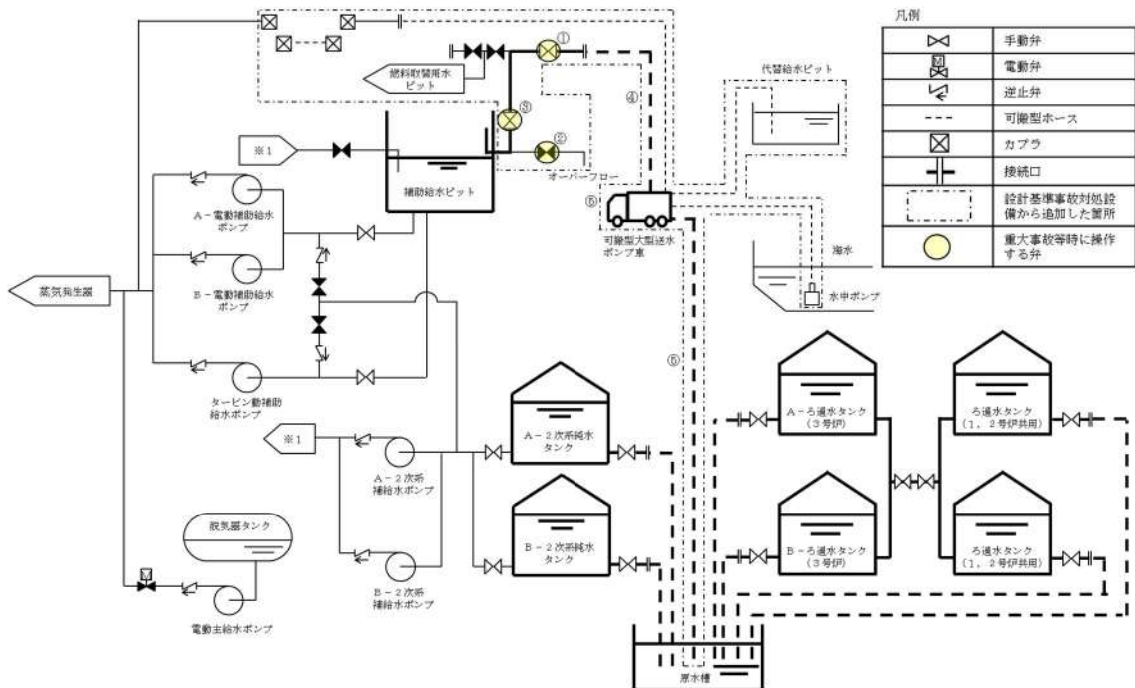 凡例
手動弁
電動弁
逆止弁
可搬型ホース
カプラ
接続口
設計基準事故対処設
備から追加した箇所
重大事故等時に操作
する弁
M
①
燃料取替用水
ピット
代替給水ピット
④
③
②
※1
オーバーフロー
補助給水ピット
⑤
可搬型大型送水
ポンプ車
海水
水中ポンプ
A-電動補助給水
ポンプ
B-電動補助給水
ポンプ
蒸気発生器
タービン動補助
給水ポンプ
⑥
※1
A-2次系
補給水ポンプ
A-2次系純水
タンク
A-ろ過水タンク
(3号炉)
ろ過水タンク
(1,2号炉共用)
B-2次系純水
タンク
B-ろ過水タンク
(3号炉)
ろ過水タンク
(1,2号炉共用)
脱気器タンク
M
B-2次系
補給水ポンプ
電動主給水ポンプ
原水槽